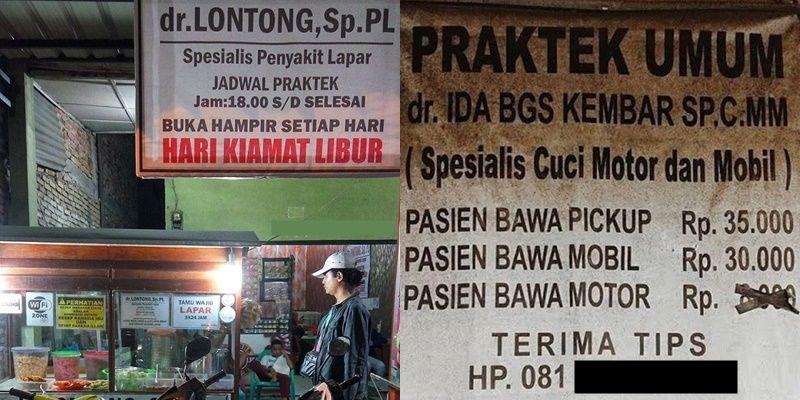 dr.LONTONG,Sp.PL
Spesialis Penyakit Lapar
JADWAL PRAKTEK
Jam:18.00 S/D SELESAI
BUKA HAMPIR SETIAP HARI
HARI KIAMAT LIBUR
WiFi
ZONE
PERHATIAN
dr.LONTONG,Sp.PL
TAMU WAJIB
LAPAR
PRAKTEK UMUM
dr. IDA BGS KEMBAR SP,C.MM
( Spesialis Cuci Motor dan Mobil )
PASIEN BAWA PICKUP Rp. 35.000
PASIEN BAWA MOBIL Rp. 30.000
PASIEN BAWA MOTOR Rp.
TERIMA TIPS
HP. 081